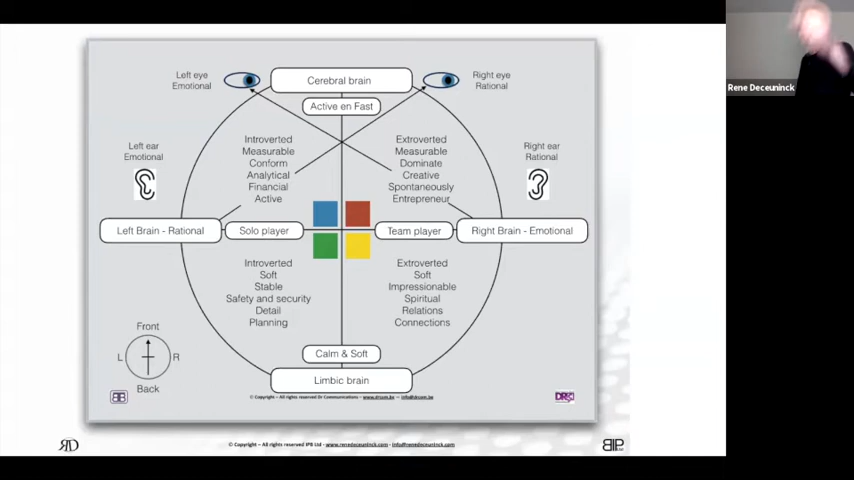 Left eye
Emotional
Cerebral brain
Right eye
Rational
Active en Fast
Rene Deceuninck
Left ear
Emotional
Introverted
Measurable
Conform
Analytical
Financial
Active
Extroverted
Measurable
Dominate
Creative
Spontaneously
Entrepreneur
Right ear
Rational
Left Brain - Rational
Solo player
Team player
Right Brain - Emotional
Introverted
Soft
Stable
Safety and security
Detail
Planning
Extroverted
Soft
Impressionable
Spiritual
Relations
Connections
Front
L
R
Back
Calm & Soft
Limbic brain
© Copyright – All rights reserved Dr Communications – www.drcom.be – info@drcom.be
© Copyright – All rights reserved IPB Ltd - www.renedeceuninck.com - info@renedeceuninck.com